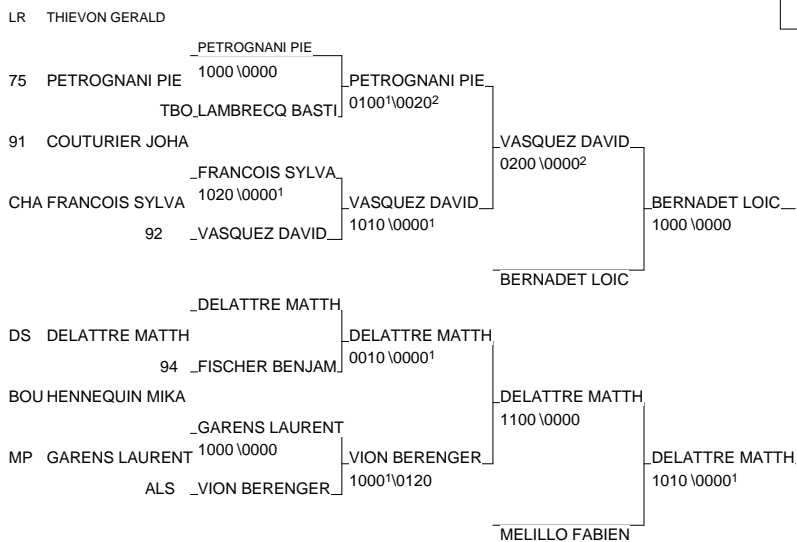 LR THIEVON GERALD
PETROGNANI PIE
75 PETROGNANI PIE 1000 \0000 PETROGNANI PIE
TBO LAMBRECQ BASTI 0100¹\0020²
91 COUTURIER JOHA VASQUEZ DAVID
0200 \0000²
FRANCOIS SYLVA
CHA FRANCOIS SYLVA 1020 \0000¹ VASQUEZ DAVID BERNADET LOIC
92 VASQUEZ DAVID 1010 \0000¹ 1000 \0000
BERNADET LOIC
DELATTRE MATTH
DS DELATTRE MATTH DELATTRE MATTH
94 FISCHER BENJAM 0010 \0000¹
BOU HENNEQUIN MIKA DELATTRE MATTH
1100 \0000
GARENS LAURENT
MP GARENS LAURENT 1000 \0000 VION BERENGER DELATTRE MATTH
ALS VION BERENGER 1000¹\0120 1010 \0000¹
MELILLO FABIEN